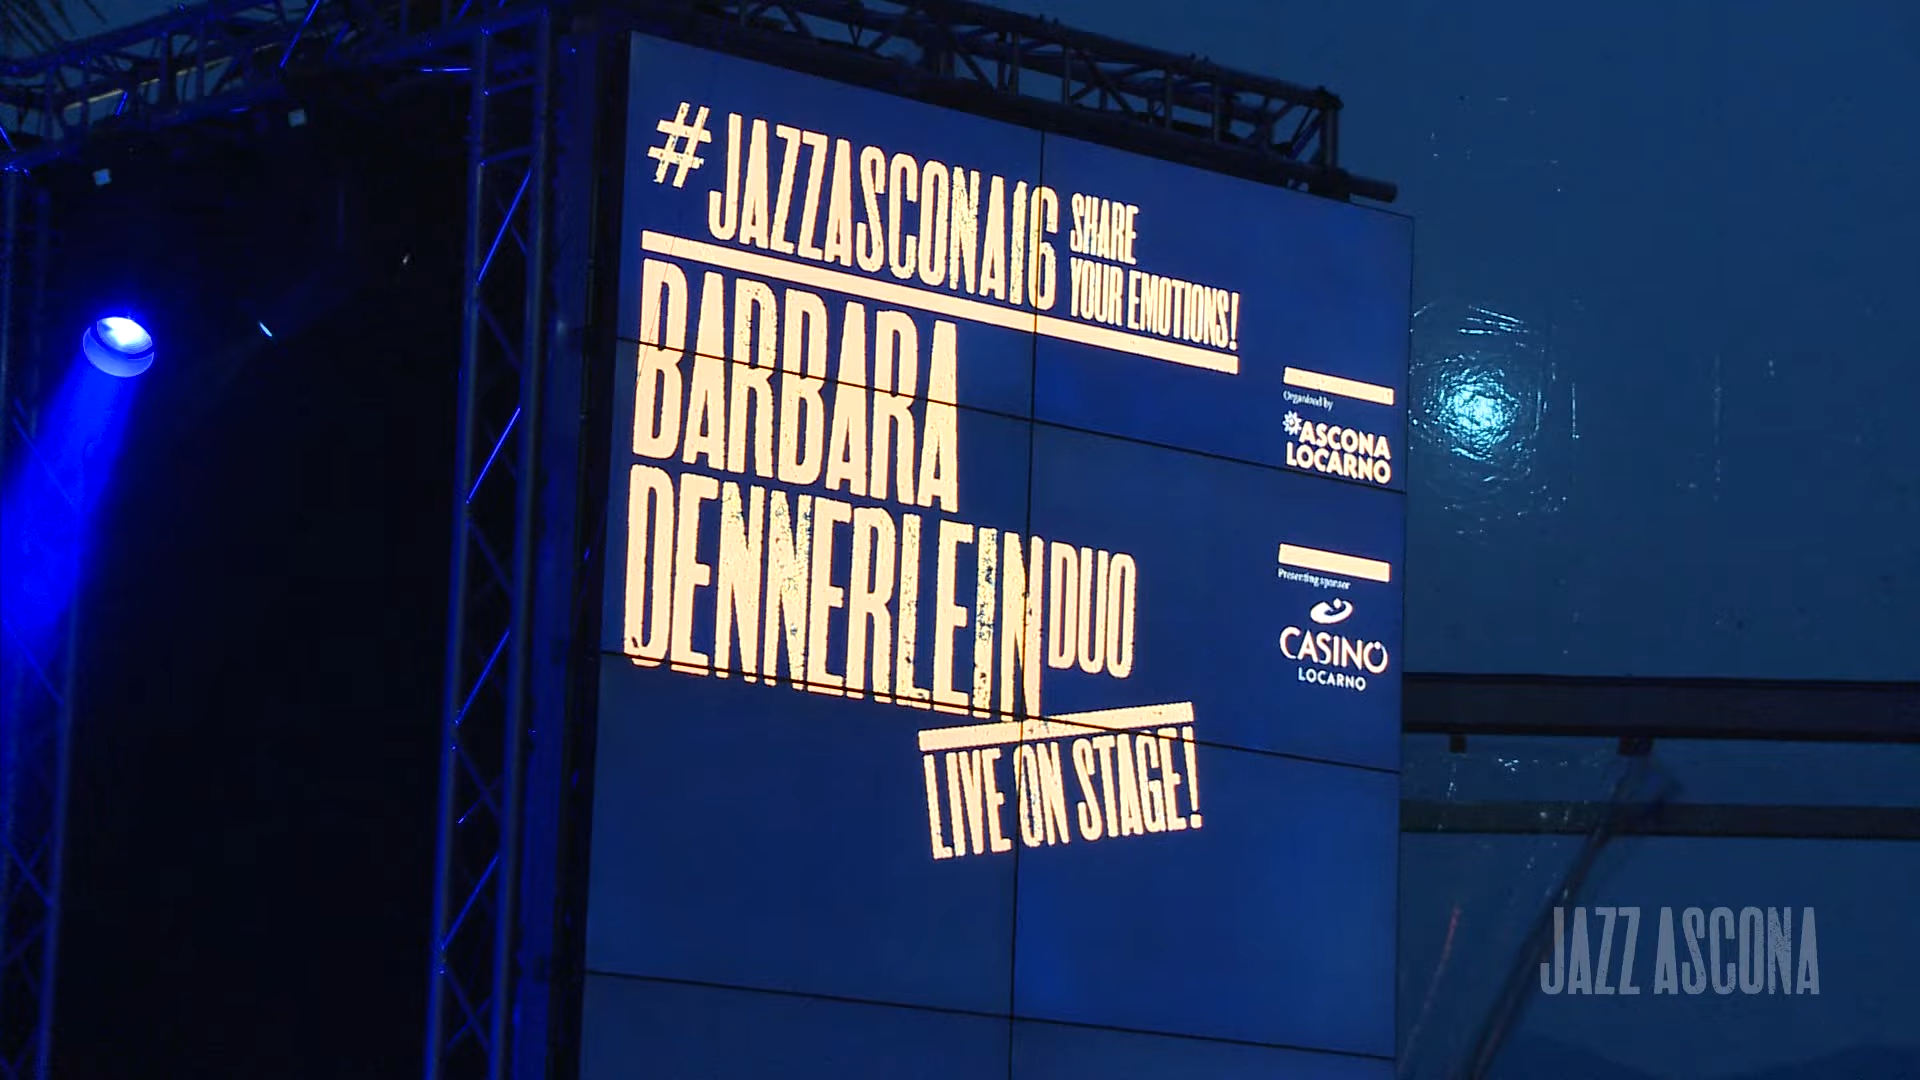 #JAZZASCONA16 SHARE
YOUR EMOTIONS!
BARBARA
DENNERLEIN DUO
LIVE ON STAGE!
Organized by
ASCONA
LOCARNO
Presenting sponsor
CASINO
LOCARNO
JAZZ ASCONA